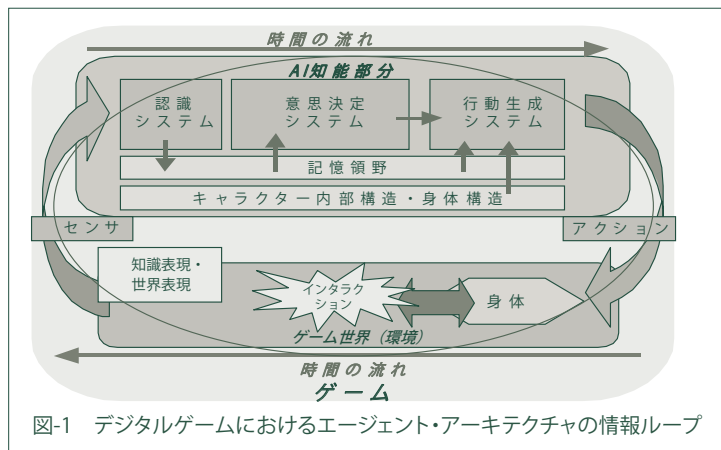 時間の流れ
AI知能部分
認識
システム
意思決定
システム
行動生成
システム
記憶領野
キャラクター内部構造・身体構造
センサ
アクション
知識表現・
世界表現
インタラク
ション
身体
ゲーム世界（環境）
時間の流れ
ゲーム
図-1　デジタルゲームにおけるエージェント・アーキテクチャの情報ループ